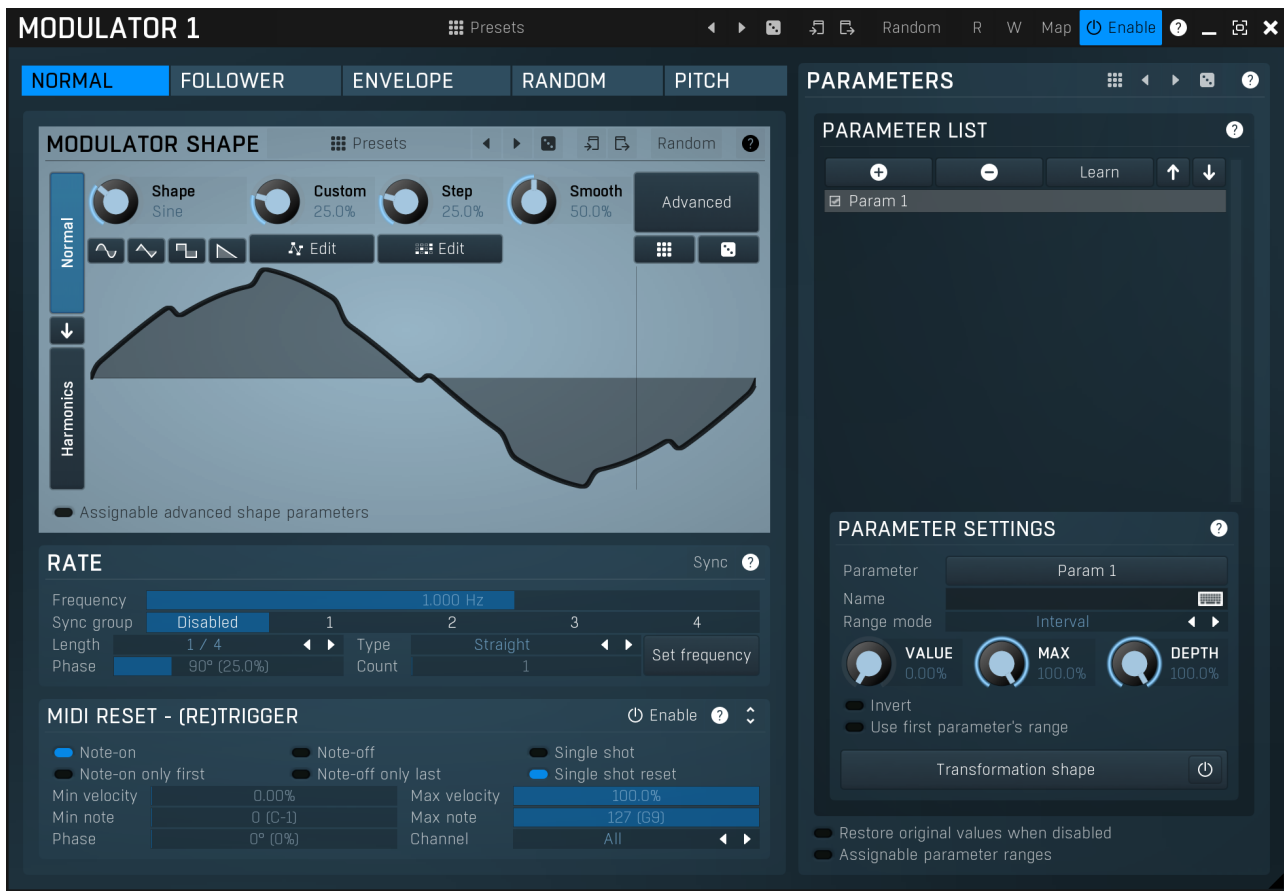 MODULATOR 1 Presets Random R W Map Enable ?
NORMAL FOLLOWER ENVELOPE RANDOM PITCH
MODULATOR SHAPE Presets Random ?
Normal
Harmonics
Shape Custom Step Smooth
Sine 25.0% 25.0% 50.0%
Advanced
Edit Edit
Assignable advanced shape parameters
RATE Sync ?
Frequency 1.000 Hz
Sync group Disabled 1 2 3 4
Length 1 / 4 Type Straight
Set frequency
Phase 90° (25.0%) Count 1
MIDI RESET - (RE)TRIGGER Enable ?
Note-on Note-off Single shot
Note-on only first Note-off only last Single shot reset
Min velocity 0.00% Max velocity 100.0%
Min note 0 (C-1) Max note 127 (G9)
Phase 0° (0%) Channel All
PARAMETERS ?
PARAMETER LIST ?
Learn
Param 1
PARAMETER SETTINGS ?
Parameter Param 1
Name
Range mode Interval
VALUE MAX DEPTH
0.00% 100.0% 100.0%
Invert
Use first parameter's range
Transformation shape
Restore original values when disabled
Assignable parameter ranges